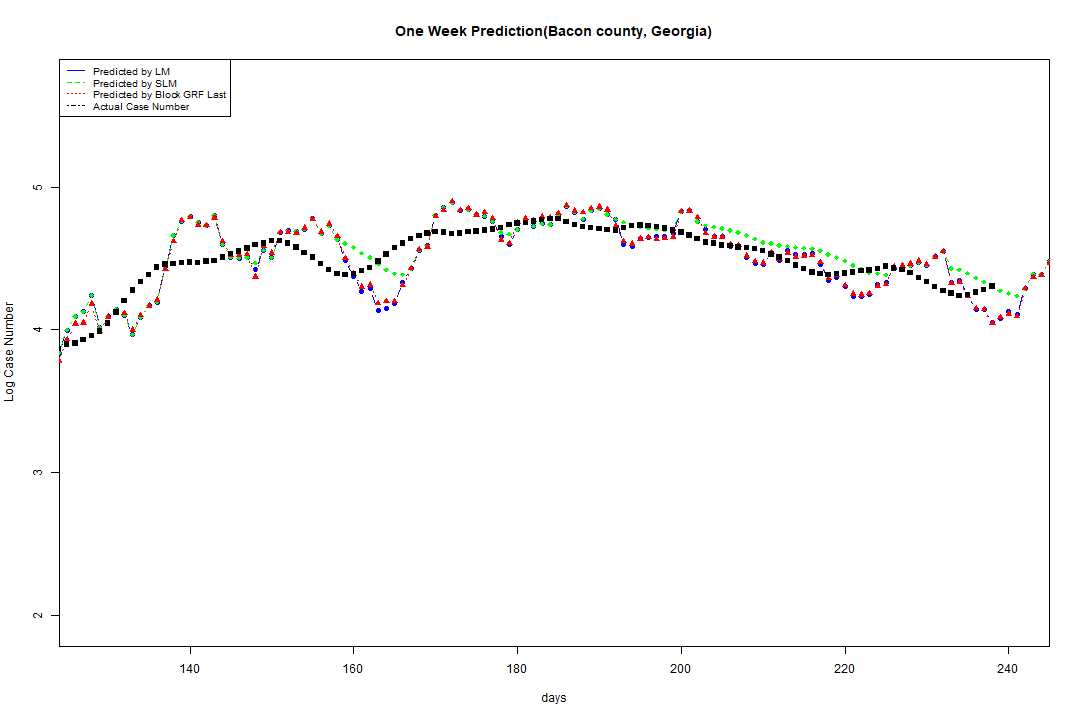 One Week Prediction(Bacon county, Georgia)
Predicted by LM
Predicted by SLM
Predicted by Block GRF Last
Actual Case Number
5
4
3
2
Log Case Number
140 160 180 200 220 240
days